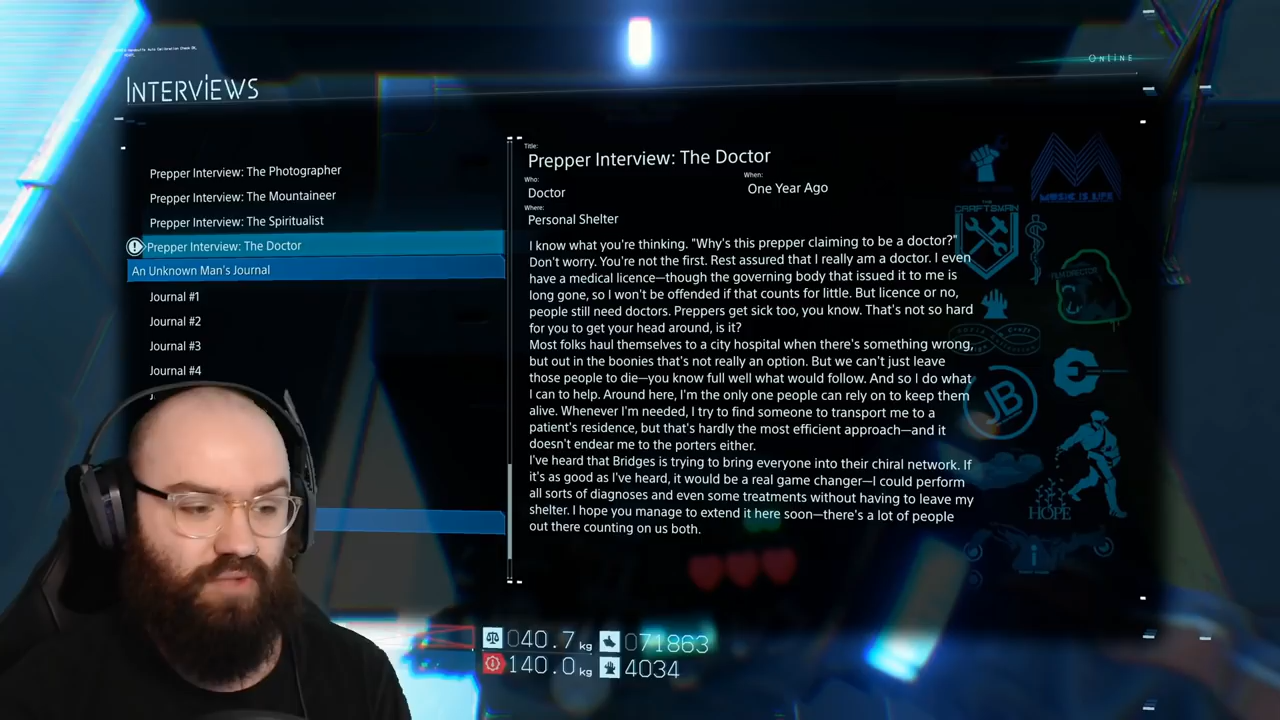 Online
INTERVIEWS
Prepper Interview: The Photographer
Prepper Interview: The Mountaineer
Prepper Interview: The Spiritualist
Prepper Interview: The Doctor
An Unknown Man's Journal
Journal #1
Journal #2
Journal #3
Journal #4
Title:
Prepper Interview: The Doctor
Who:
Doctor
When:
One Year Ago
Where:
Personal Shelter
I know what you're thinking. "Why's this prepper claiming to be a doctor?"
Don't worry. You're not the first. Rest assured that I really am a doctor. I even
have a medical licence—though the governing body that issued it to me is
long gone, so I won't be offended if that counts for little. But licence or no,
people still need doctors. Preppers get sick too, you know. That's not so hard
for you to get your head around, is it?
Most folks haul themselves to a city hospital when there's something wrong,
but out in the boonies that's not really an option. But we can't just leave
those people to die—you know full well what would follow. And so I do what
I can to help. Around here, I'm the only one people can rely on to keep them
alive. Whenever I'm needed, I try to find someone to transport me to a
patient's residence, but that's hardly the most efficient approach—and it
doesn't endear me to the porters either.
I've heard that Bridges is trying to bring everyone into their chiral network. If
it's as good as I've heard, it would be a real game changer—I could perform
all sorts of diagnoses and even some treatments without having to leave my
shelter. I hope you manage to extend it here soon—there's a lot of people
out there counting on us both.
MUSIC IS LIFE
THE
CRAFTSMAN
FILM DIRECTOR
JB
HOPE
040.7 kg
071863
140.0 kg
4034